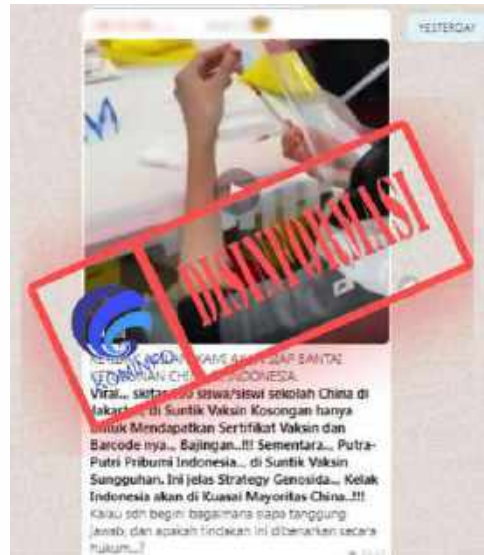 YESTERDAY
DISINFORMASI
KOMINFO
KAMI AKAN SIAP BANTAI
INDONESIA.
Viral... siswa/siswi sekolah China di
Jakarta, di Suntik Vaksin Kosongan hanya
untuk Mendapatkan Sertifikat Vaksin dan
Barcode nya... Bajingan..!!! Sementara... Putra-
Putri Pribumi Indonesia... di Suntik Vaksin
Sungguhan. Ini jelas Strategy Genosida... Kelak
Indonesia akan di Kuasai Mayoritas China..!!!
Kalau sdh begini bagaimana siapa tanggung
jawab, dan apakah tindakan ini dibenarkan secara
hukum...?